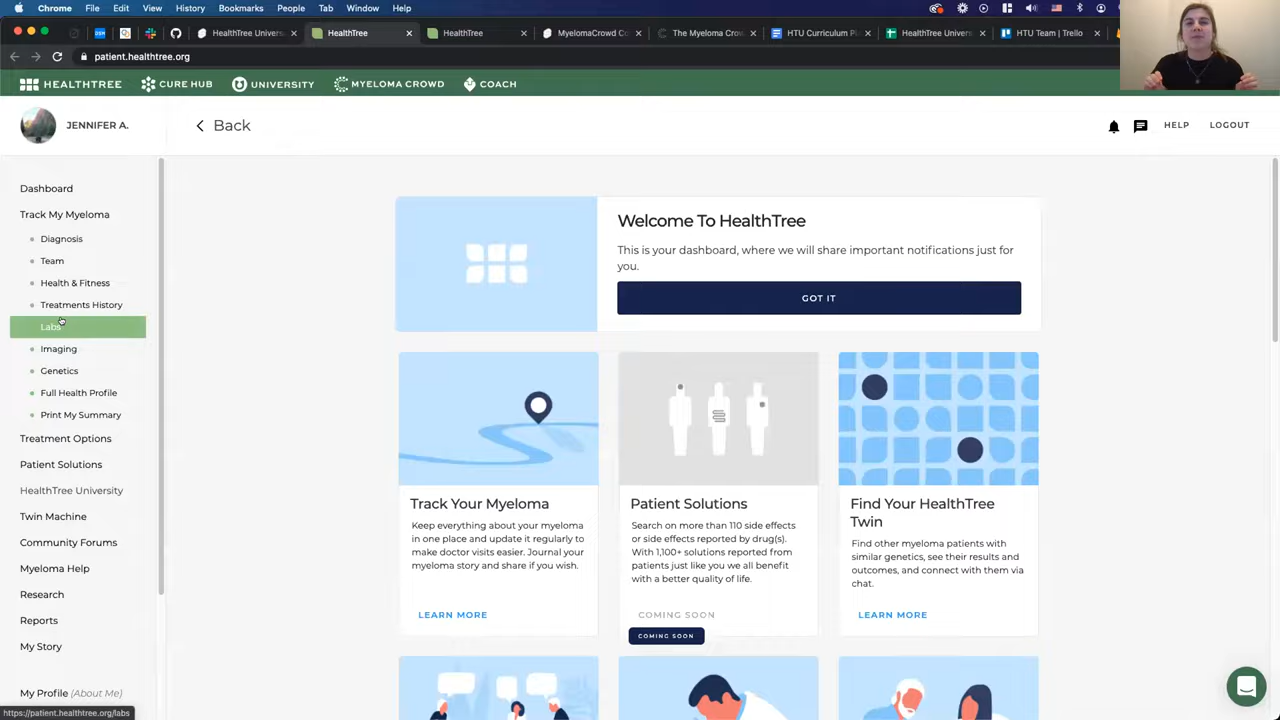 Chrome File Edit View History Bookmarks People Tab Window Help
HealthTree Univers
HealthTree
HealthTree
MyelomaCrowd Co
The Myeloma Crow
HTU Curriculum Pl
HealthTree Univer
HTU Team | Trello
patient.healthtree.org
HEALTHTREE
CURE HUB
UNIVERSITY
MYELOMA CROWD
COACH
JENNIFER A.
Back
HELP
LOGOUT
Dashboard
Track My Myeloma
Diagnosis
Team
Health & Fitness
Treatments History
Labs
Imaging
Genetics
Full Health Profile
Print My Summary
Treatment Options
Patient Solutions
HealthTree University
Twin Machine
Community Forums
Myeloma Help
Research
Reports
My Story
My Profile (About Me)
https://patient.healthtree.org/labs
Welcome To HealthTree
This is your dashboard, where we will share important notifications just for
you.
GOT IT
Track Your Myeloma
Keep everything about your myeloma
in one place and update it regularly to
make doctor visits easier. Journal your
myeloma story and share if you wish.
LEARN MORE
Patient Solutions
Search on more than 110 side effects
or side effects reported by drug(s).
With 1,100+ solutions reported from
patients just like you we all benefit
with a better quality of life.
COMING SOON
COMING SOON
Find Your HealthTree
Twin
Find other myeloma patients with
similar genetics, see their results and
outcomes, and connect with them via
chat.
LEARN MORE